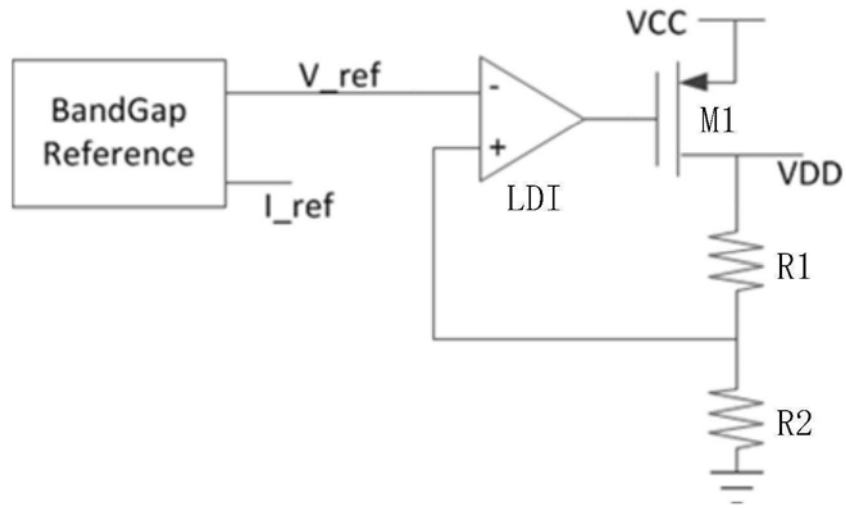 VCC
V_ref
BandGap
Reference
-
M1
+
VDD
I_ref
LDI
R1
R2